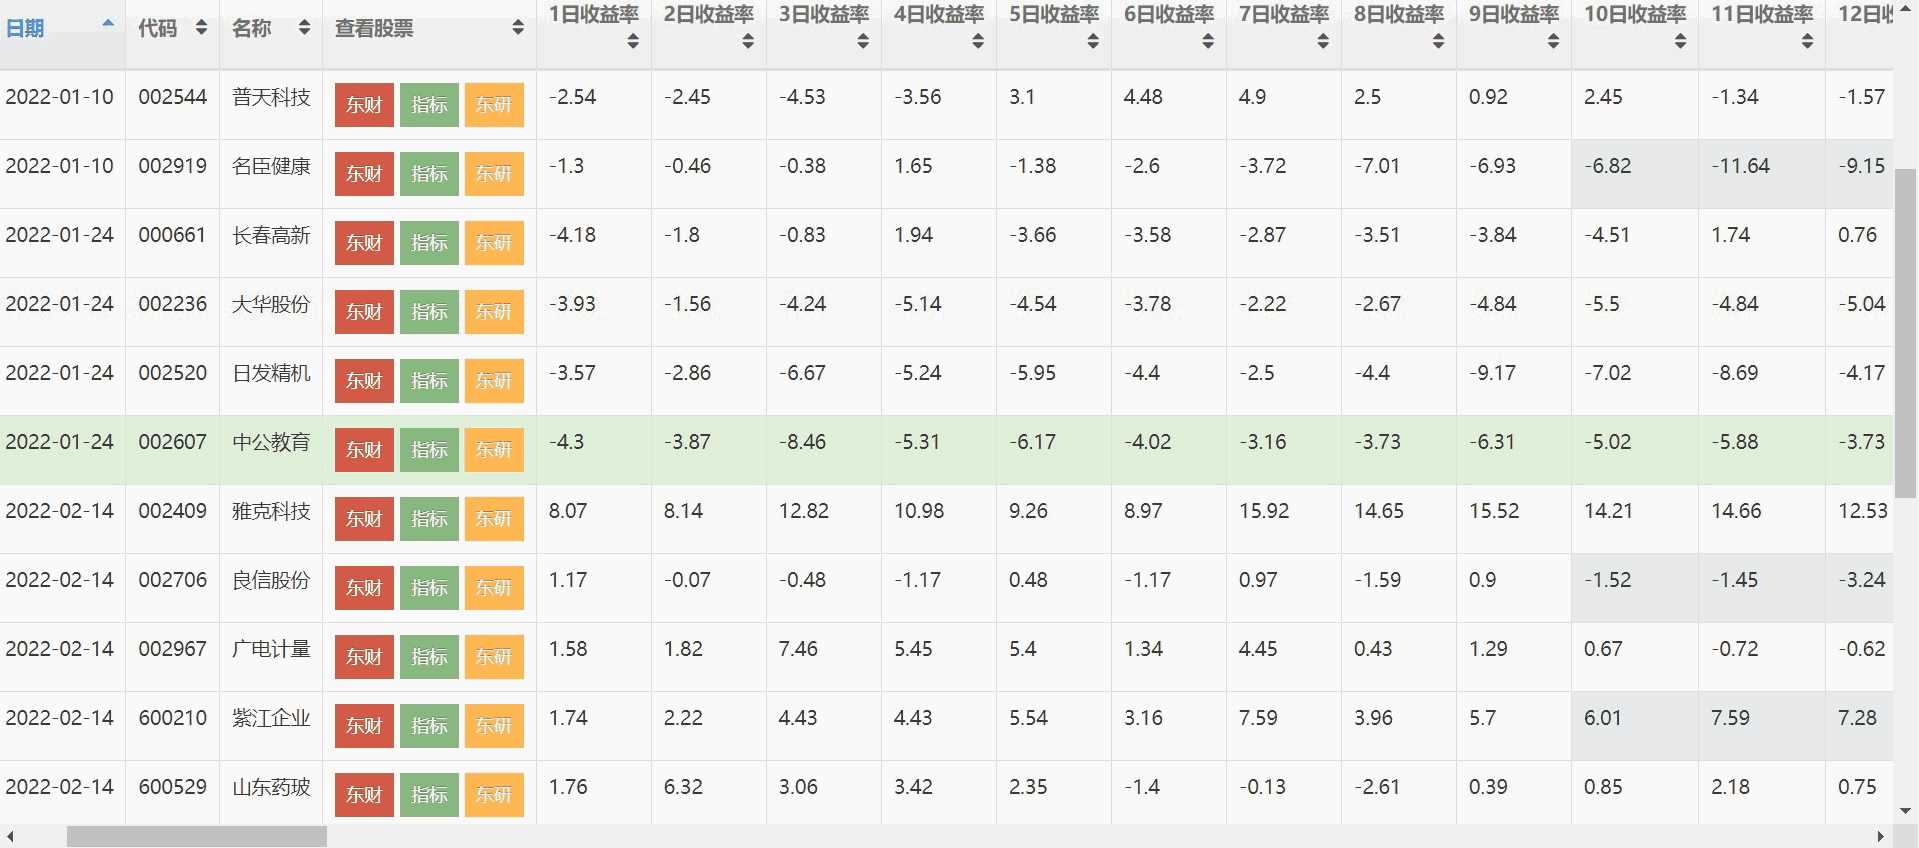 日期 代码 名称 查看股票 1日收益率 2日收益率 3日收益率 4日收益率 5日收益率 6日收益率 7日收益率 8日收益率 9日收益率 10日收益率 11日收益率 12日收
2022-01-10 002544 普天科技 东财 指标 东研 -2.54 -2.45 -4.53 -3.56 3.1 4.48 4.9 2.5 0.92 2.45 -1.34 -1.57
2022-01-10 002919 名臣健康 东财 指标 东研 -1.3 -0.46 -0.38 1.65 -1.38 -2.6 -3.72 -7.01 -6.93 -6.82 -11.64 -9.15
2022-01-24 000661 长春高新 东财 指标 东研 -4.18 -1.8 -0.83 1.94 -3.66 -3.58 -2.87 -3.51 -3.84 -4.51 1.74 0.76
2022-01-24 002236 大华股份 东财 指标 东研 -3.93 -1.56 -4.24 -5.14 -4.54 -3.78 -2.22 -2.67 -4.84 -5.5 -4.84 -5.04
2022-01-24 002520 日发精机 东财 指标 东研 -3.57 -2.86 -6.67 -5.24 -5.95 -4.4 -2.5 -4.4 -9.17 -7.02 -8.69 -4.17
2022-01-24 002607 中公教育 东财 指标 东研 -4.3 -3.87 -8.46 -5.31 -6.17 -4.02 -3.16 -3.73 -6.31 -5.02 -5.88 -3.73
2022-02-14 002409 雅克科技 东财 指标 东研 8.07 8.14 12.82 10.98 9.26 8.97 15.92 14.65 15.52 14.21 14.66 12.53
2022-02-14 002706 良信股份 东财 指标 东研 1.17 -0.07 -0.48 -1.17 0.48 -1.17 0.97 -1.59 0.9 -1.52 -1.45 -3.24
2022-02-14 002967 广电计量 东财 指标 东研 1.58 1.82 7.46 5.45 5.4 1.34 4.45 0.43 1.29 0.67 -0.72 -0.62
2022-02-14 600210 紫江企业 东财 指标 东研 1.74 2.22 4.43 4.43 5.54 3.16 7.59 3.96 5.7 6.01 7.59 7.28
2022-02-14 600529 山东药玻 东财 指标 东研 1.76 6.32 3.06 3.42 2.35 -1.4 -0.13 -2.61 0.39 0.85 2.18 0.75